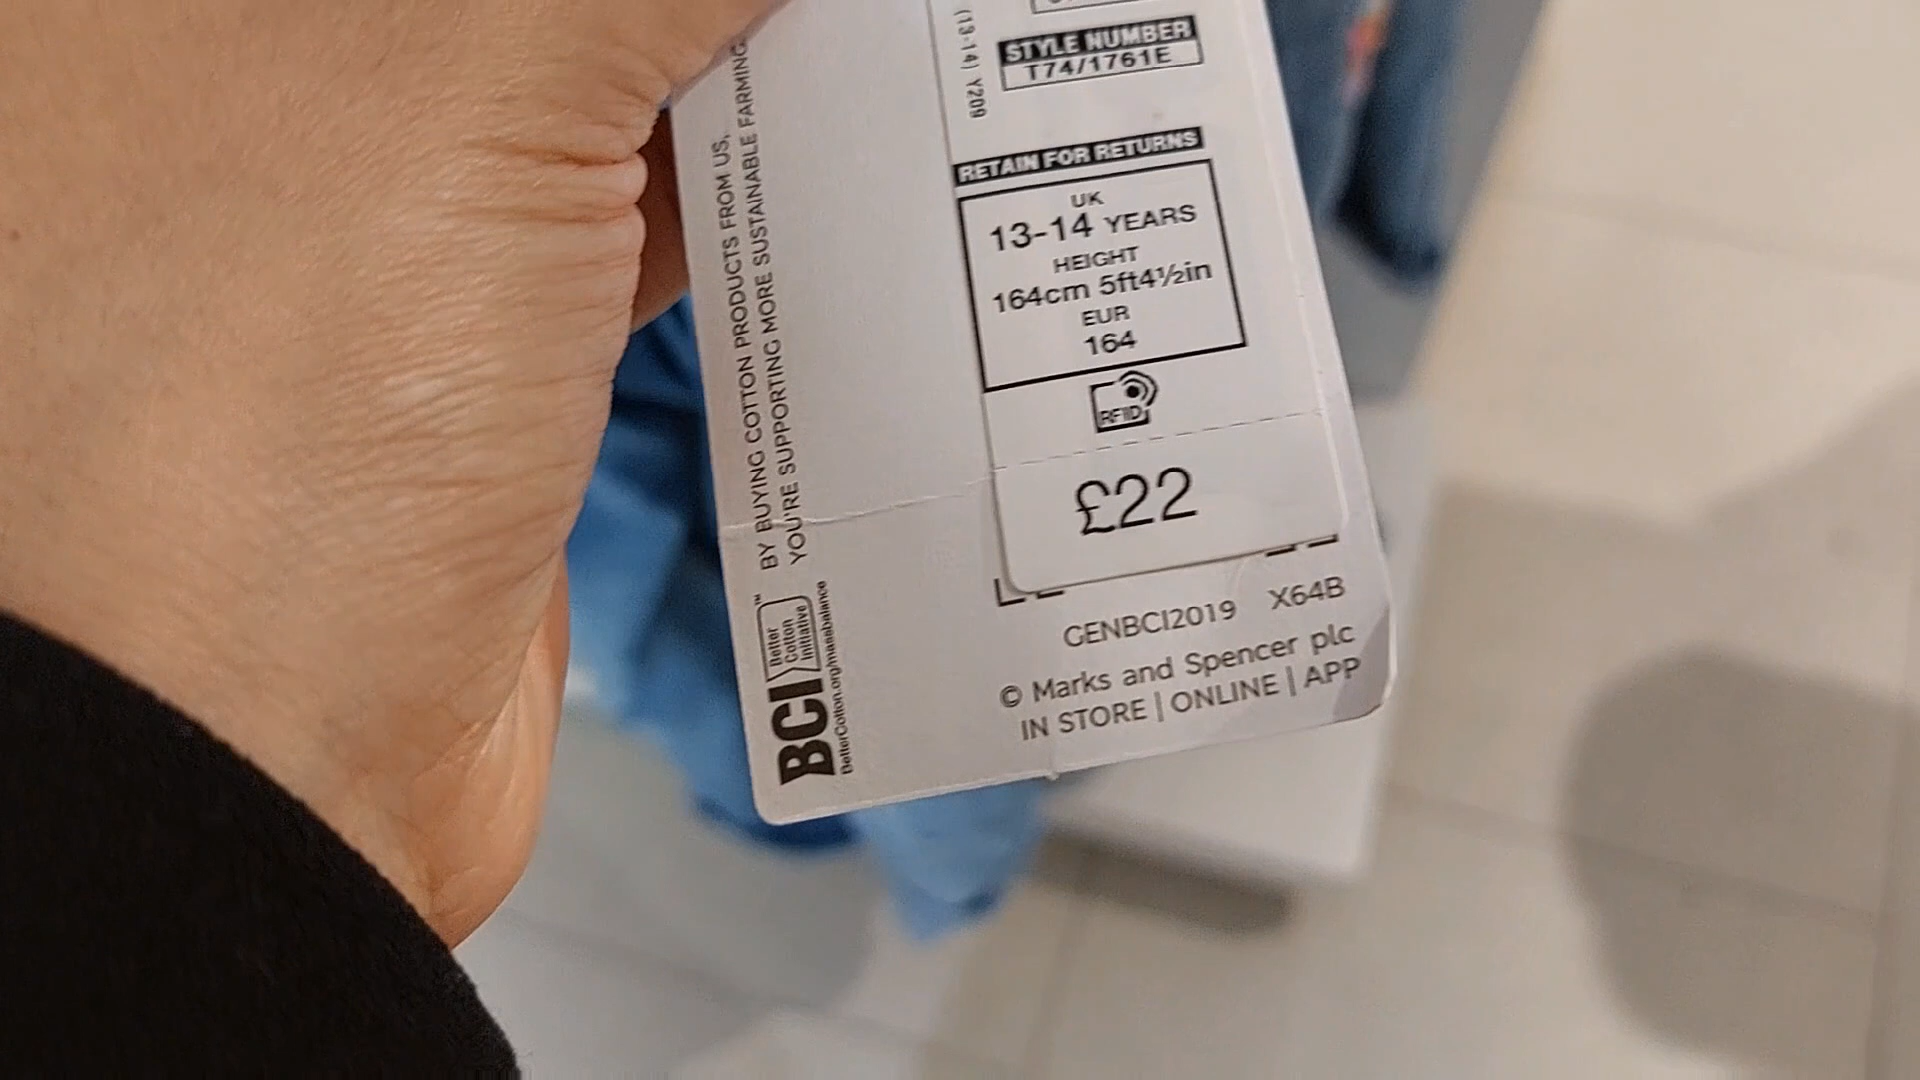 (13-14) Y209
STYLE NUMBER
T74/1761E
RETAIN FOR RETURNS
UK
13-14 YEARS
HEIGHT
164cm 5ft4½in
EUR
164
RFID
£22
GENBCI2019 X64B
© Marks and Spencer plc
IN STORE | ONLINE | APP
BY BUYING COTTON PRODUCTS FROM US,
YOU'RE SUPPORTING MORE SUSTAINABLE FARMING
BCI
Better
Cotton
Initiative
™
BetterCotton.org/massbalance